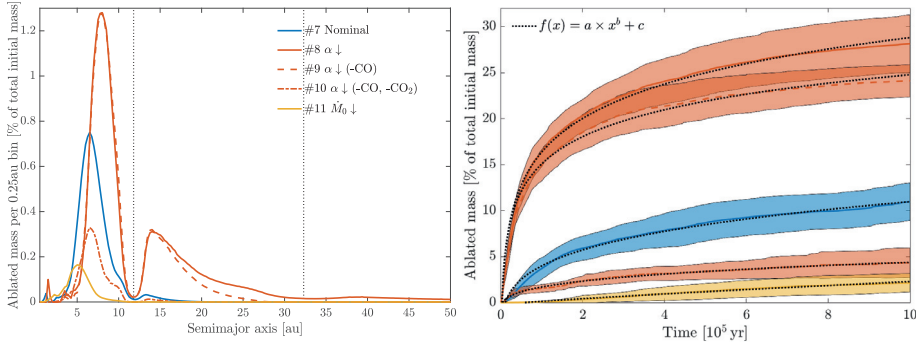 Ablated mass per 0.25au bin [% of total initial mass]
1.2
1
0.8
0.6
0.4
0.2
0
0 5 10 15 20 25 30 35 40 45 50
Semimajor axis [au]
#7 Nominal
#8 α ↓
#9 α ↓ (-CO)
#10 α ↓ (-CO, -CO₂)
#11 Ṁ₀ ↓
Ablated mass [% of total initial mass]
30
25
20
15
10
5
0
0 2 4 6 8 10
Time [10⁵ yr]
f(x) = a × xᵇ + c